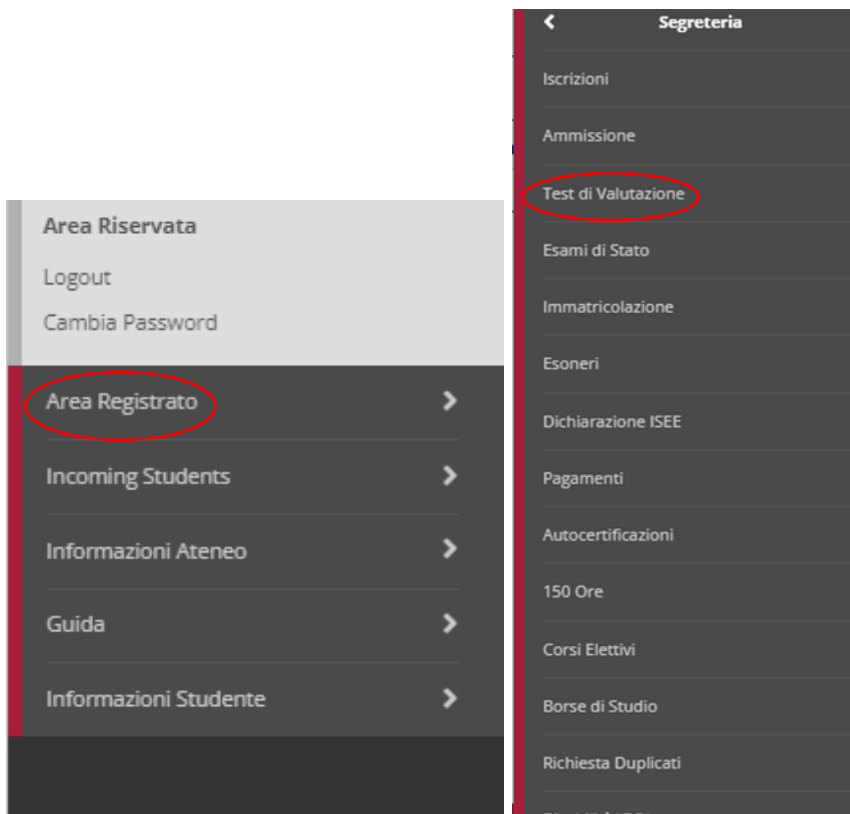 Area Riservata
Logout
Cambia Password
Area Registrato
Incoming Students
Informazioni Ateneo
Guida
Informazioni Studente
Segreteria
Iscrizioni
Ammissione
Test di Valutazione
Esami di Stato
Immatricolazione
Esoneri
Dichiarazione ISEE
Pagamenti
Autocertificazioni
150 Ore
Corsi Elettivi
Borse di Studio
Richiesta Duplicati